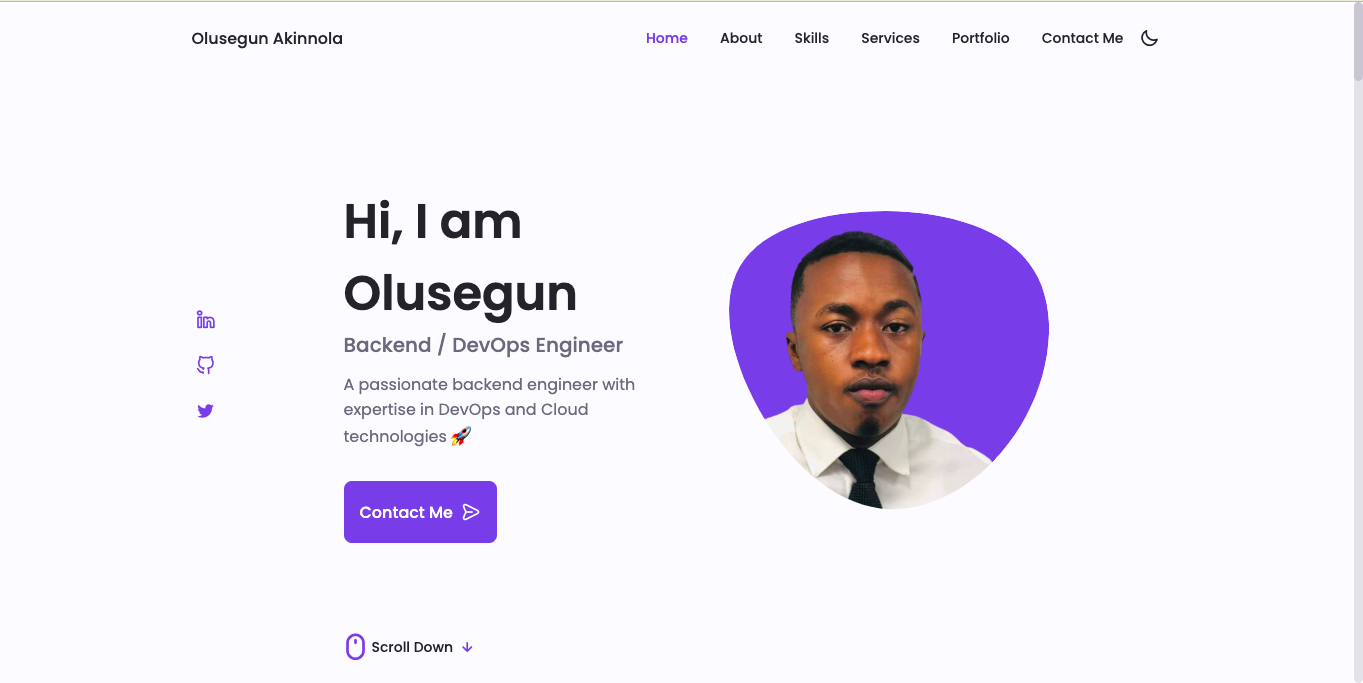 Olusegun Akinnola
Home About Skills Services Portfolio Contact Me
Hi, I am
Olusegun
Backend / DevOps Engineer
A passionate backend engineer with
expertise in DevOps and Cloud
technologies 🚀
Contact Me
Scroll Down